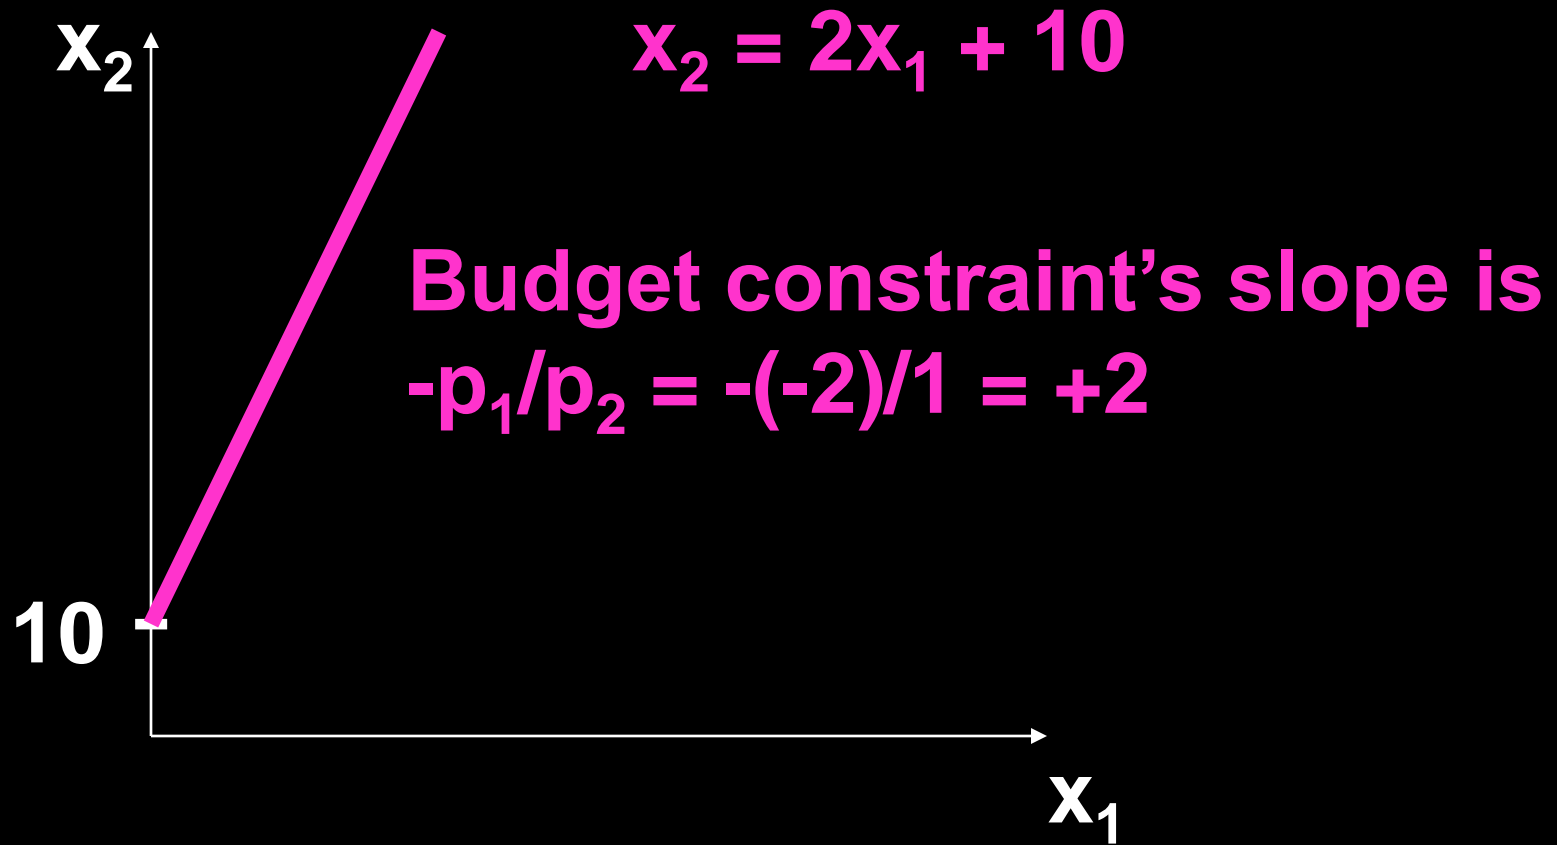 x₂
x₂ = 2x₁ + 10
Budget constraint’s slope is
-p₁/p₂ = -(-2)/1 = +2
10
x₁